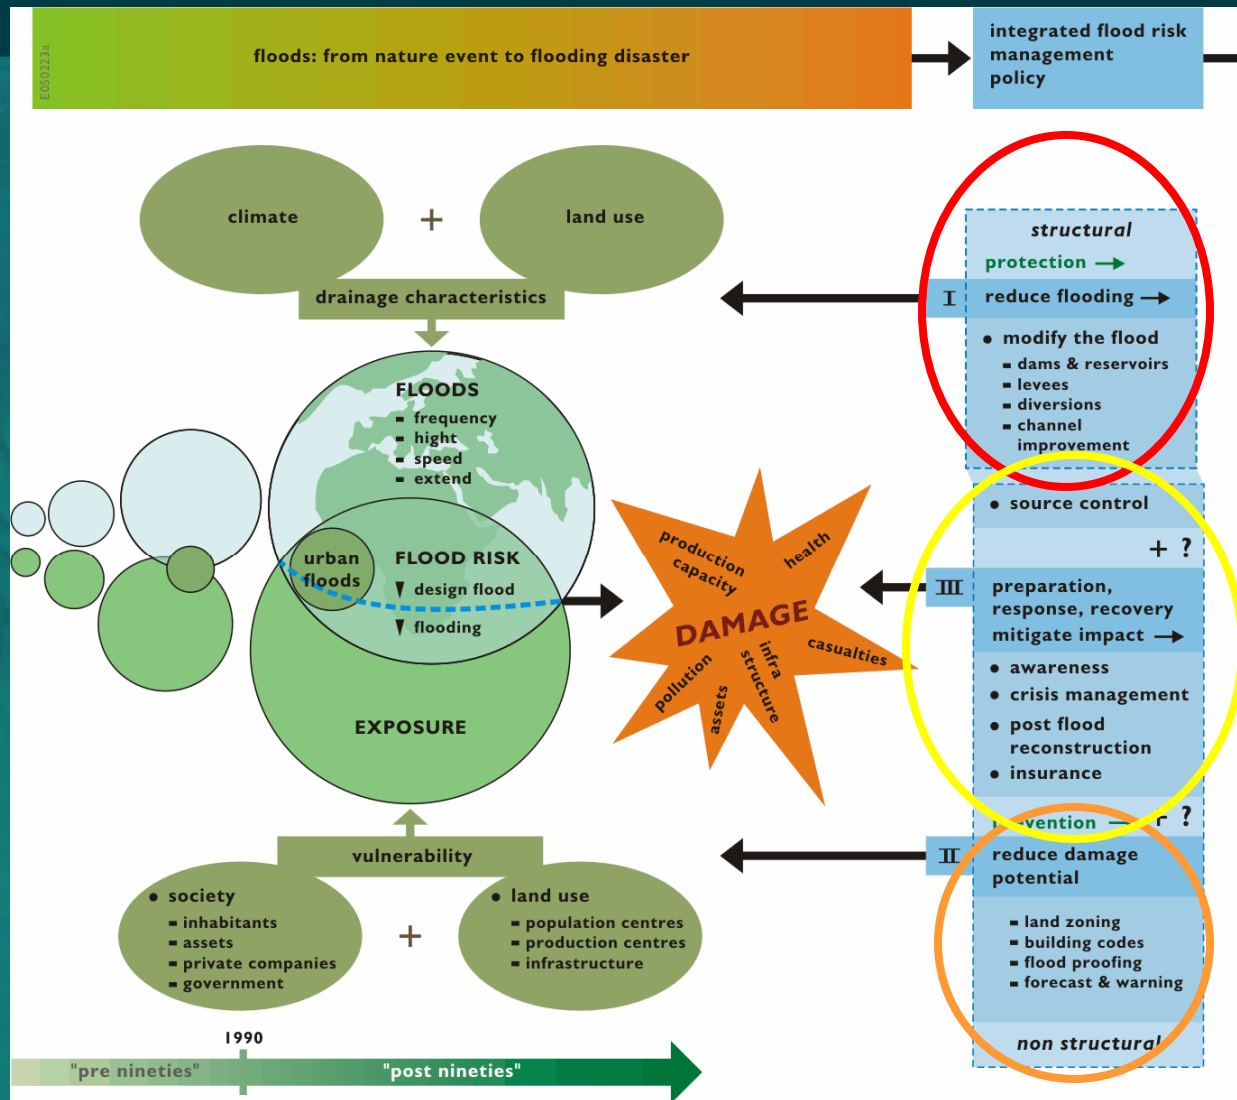 E050223a
floods: from nature event to flooding disaster
integrated flood risk
management
policy
climate
+
land use
drainage characteristics
FLOODS
frequency
hight
speed
extend
urban
floods
FLOOD RISK
design flood
flooding
EXPOSURE
production
capacity
health
DAMAGE
casualties
infra
structure
assets
pollution
vulnerability
• society
inhabitants
assets
private companies
government
+
• land use
population centres
production centres
infrastructure
1990
"pre nineties"
"post nineties"
structural
protection →
I
reduce flooding →
• modify the flood
dams & reservoirs
levees
diversions
channel
improvement
• source control
+ ?
III
preparation,
response, recovery
mitigate impact →
• awareness
• crisis management
• post flood
reconstruction
• insurance
prevention → + ?
II
reduce damage
potential
land zoning
building codes
flood proofing
forecast & warning
non structural